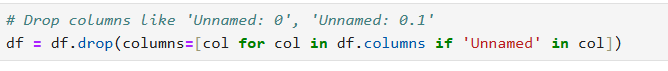 # Drop columns like 'Unnamed: 0', 'Unnamed: 0.1'
df = df.drop(columns=[col for col in df.columns if 'Unnamed' in col])